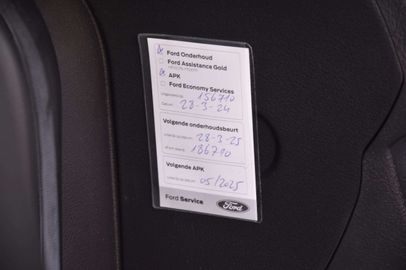 Ford Onderhoud
Ford Assistance Gold
APK
Ford Economy Services
156710
Datum 28-3-24
Volgende onderhoudsbeurt
28-3-25
186710
Volgende APK
05/2025
Ford Service
Ford